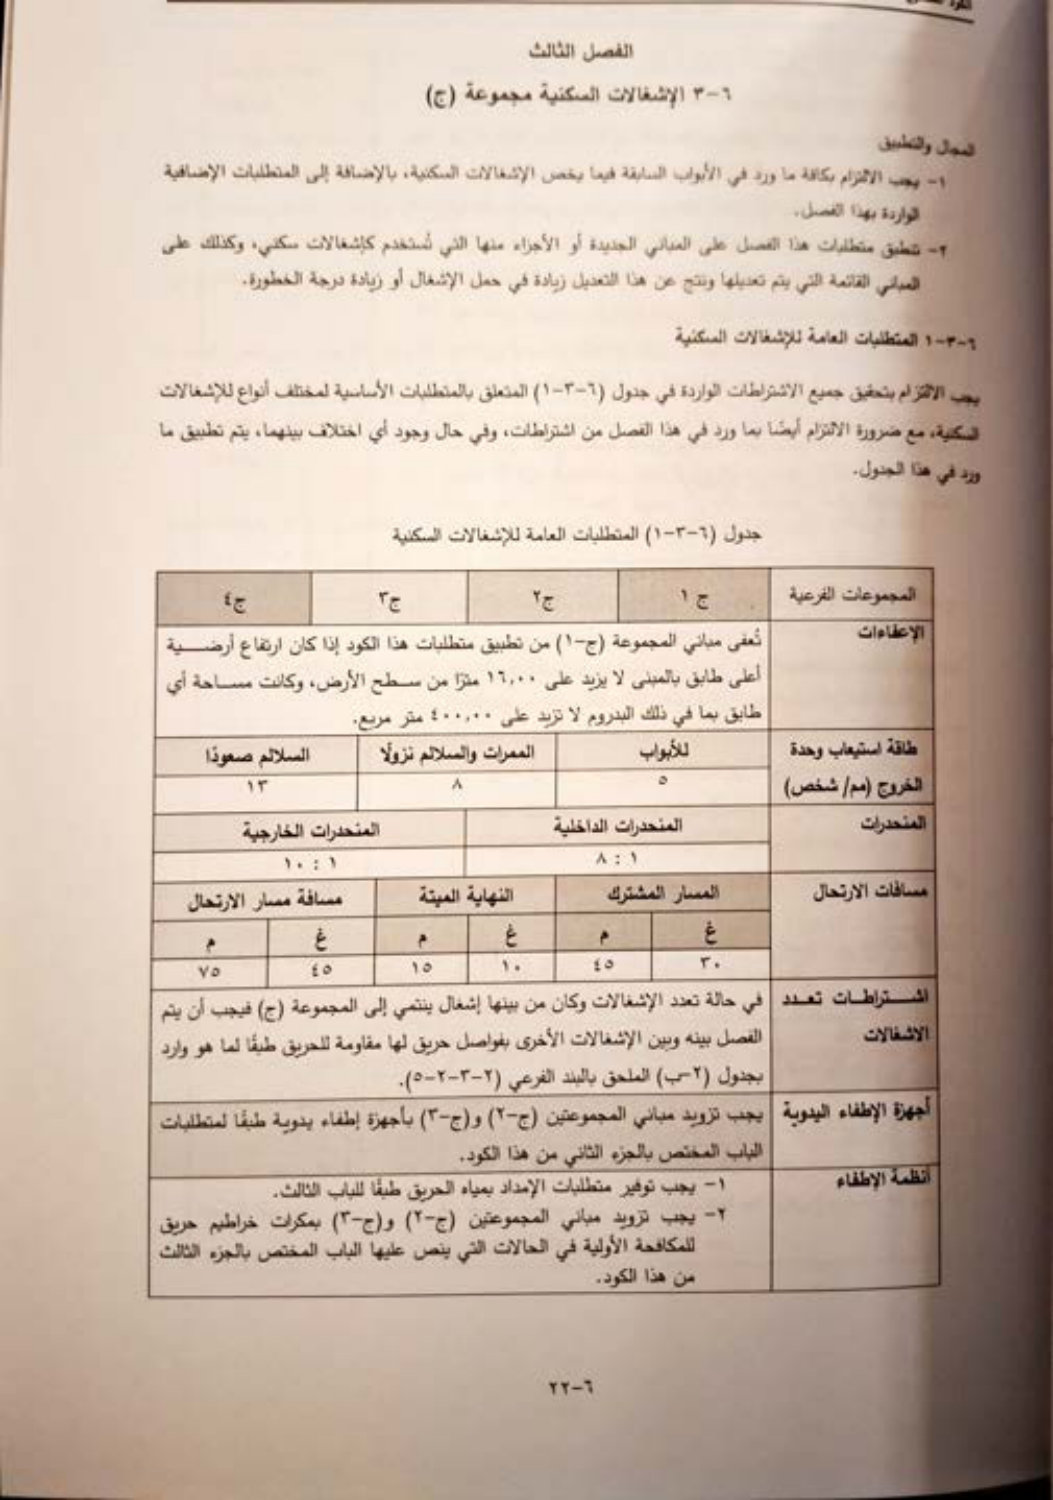 الفصل الثالث
٦-٣ الإشغالات السكنية مجموعة (ج)
المجال والتطبيق
١- يجب الالتزام بكافة ما ورد في الأبواب السابقة فيما يخص الإشغالات السكنية، بالإضافة إلى المتطلبات الإضافية
الواردة بهذا الفصل.
٢- تنطبق متطلبات هذا الفصل على المباني الجديدة أو الأجزاء منها التي تُستخدم كإشغالات سكني، وكذلك على
المباني القائمة التي يتم تعديلها ونتج عن هذا التعديل زيادة في حمل الإشغال أو زيادة درجة الخطورة.
٦-٣-١ المتطلبات العامة للإشغالات السكنية
يجب الالتزام بتحقيق جميع الاشتراطات الواردة في جدول (٦-٣-١) المتعلق بالمتطلبات الأساسية لمختلف أنواع للإشغالات
السكنية، مع ضرورة الالتزام أيضًا بما ورد في هذا الفصل من اشتراطات، وفي حال وجود أي اختلاف بينهما، يتم تطبيق ما
ورد في هذا الجدول.
جدول (٦-٣-١) المتطلبات العامة للإشغالات السكنية
المجموعات الفرعية ج ١ ج٢ ج٣ ج٤
الإعفاءات تُعفى مباني المجموعة (ج-١) من تطبيق متطلبات هذا الكود إذا كان ارتفاع أرضية
أعلى طابق بالمبنى لا يزيد على ١٦,٠٠ مترًا من سطح الأرض، وكانت مساحة أي
طابق بما في ذلك البدروم لا تزيد على ٤٠٠,٠٠ متر مربع.
طاقة استيعاب وحدة للأبواب الممرات والسلالم نزولًا السلالم صعودًا
الخروج (مم/ شخص) ٥ ٨ ١٣
المنحدرات المنحدرات الداخلية المنحدرات الخارجية
١ : ٨ ١ : ١٠
مسافات الارتحال المسار المشترك النهاية الميتة مسافة مسار الارتحال
غ م غ م غ م
٣٠ ٤٥ ١٠ ١٥ ٤٥ ٧٥
اشتراطات تعدد في حالة تعدد الإشغالات وكان من بينها إشغال ينتمي إلى المجموعة (ج) فيجب أن يتم
الاشغالات الفصل بينه وبين الإشغالات الأخرى بفواصل حريق لها مقاومة للحريق طبقًا لما هو وارد
بجدول (٢-ب) الملحق بالبند الفرعي (٢-٣-٢-٥).
أجهزة الإطفاء اليدوية يجب تزويد مباني المجموعتين (ج-٢) و(ج-٣) بأجهزة إطفاء يدوية طبقًا لمتطلبات
الباب المختص بالجزء الثاني من هذا الكود.
أنظمة الإطفاء ١- يجب توفير متطلبات الإمداد بمياه الحريق طبقًا للباب الثالث.
٢- يجب تزويد مباني المجموعتين (ج-٢) و(ج-٣) بمكرات خراطيم حريق
للمكافحة الأولية في الحالات التي ينص عليها الباب المختص بالجزء الثالث
من هذا الكود.
٦-٢٢